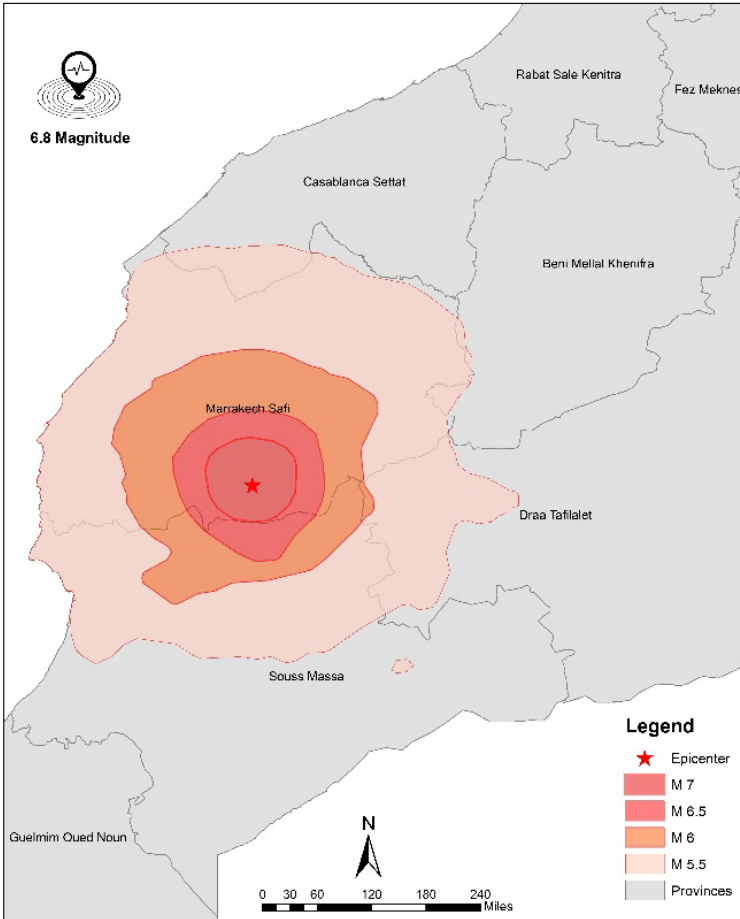 Rabat Sale Kenitra
Fez Meknes
6.8 Magnitude
Casablanca Settat
Beni Mellal Khenifra
Marrakech Safi
Draa Tafilalet
Souss Massa
Guelmim Oued Noun
Legend
Epicenter
M 7
M 6.5
M 6
M 5.5
Provinces
N
0 30 60 120 180 240
Miles